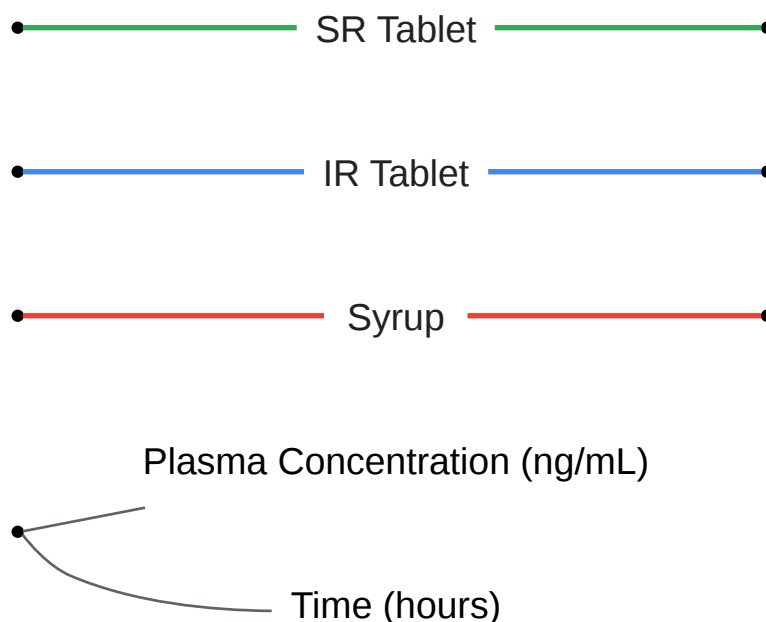 SR Tablet
IR Tablet
Syrup
Plasma Concentration (ng/mL)
Time (hours)